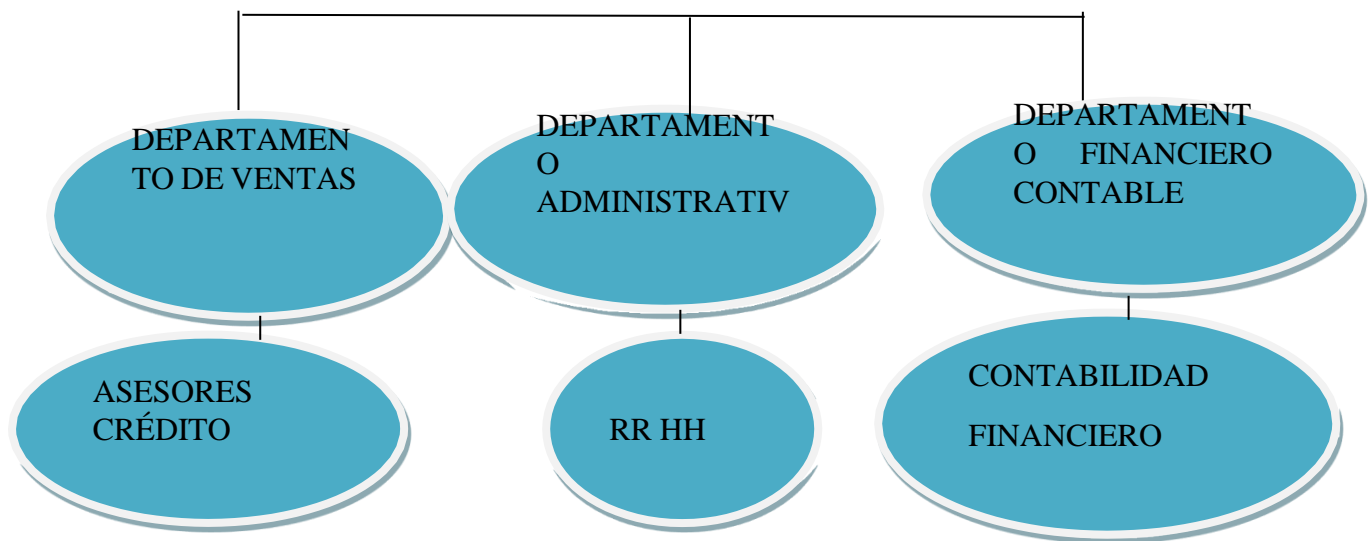 DEPARTAMEN
TO DE VENTAS
DEPARTAMENT
O
ADMINISTRATIV
DEPARTAMENT
O FINANCIERO
CONTABLE
ASESORES
CRÉDITO
RR HH
CONTABILIDAD
FINANCIERO